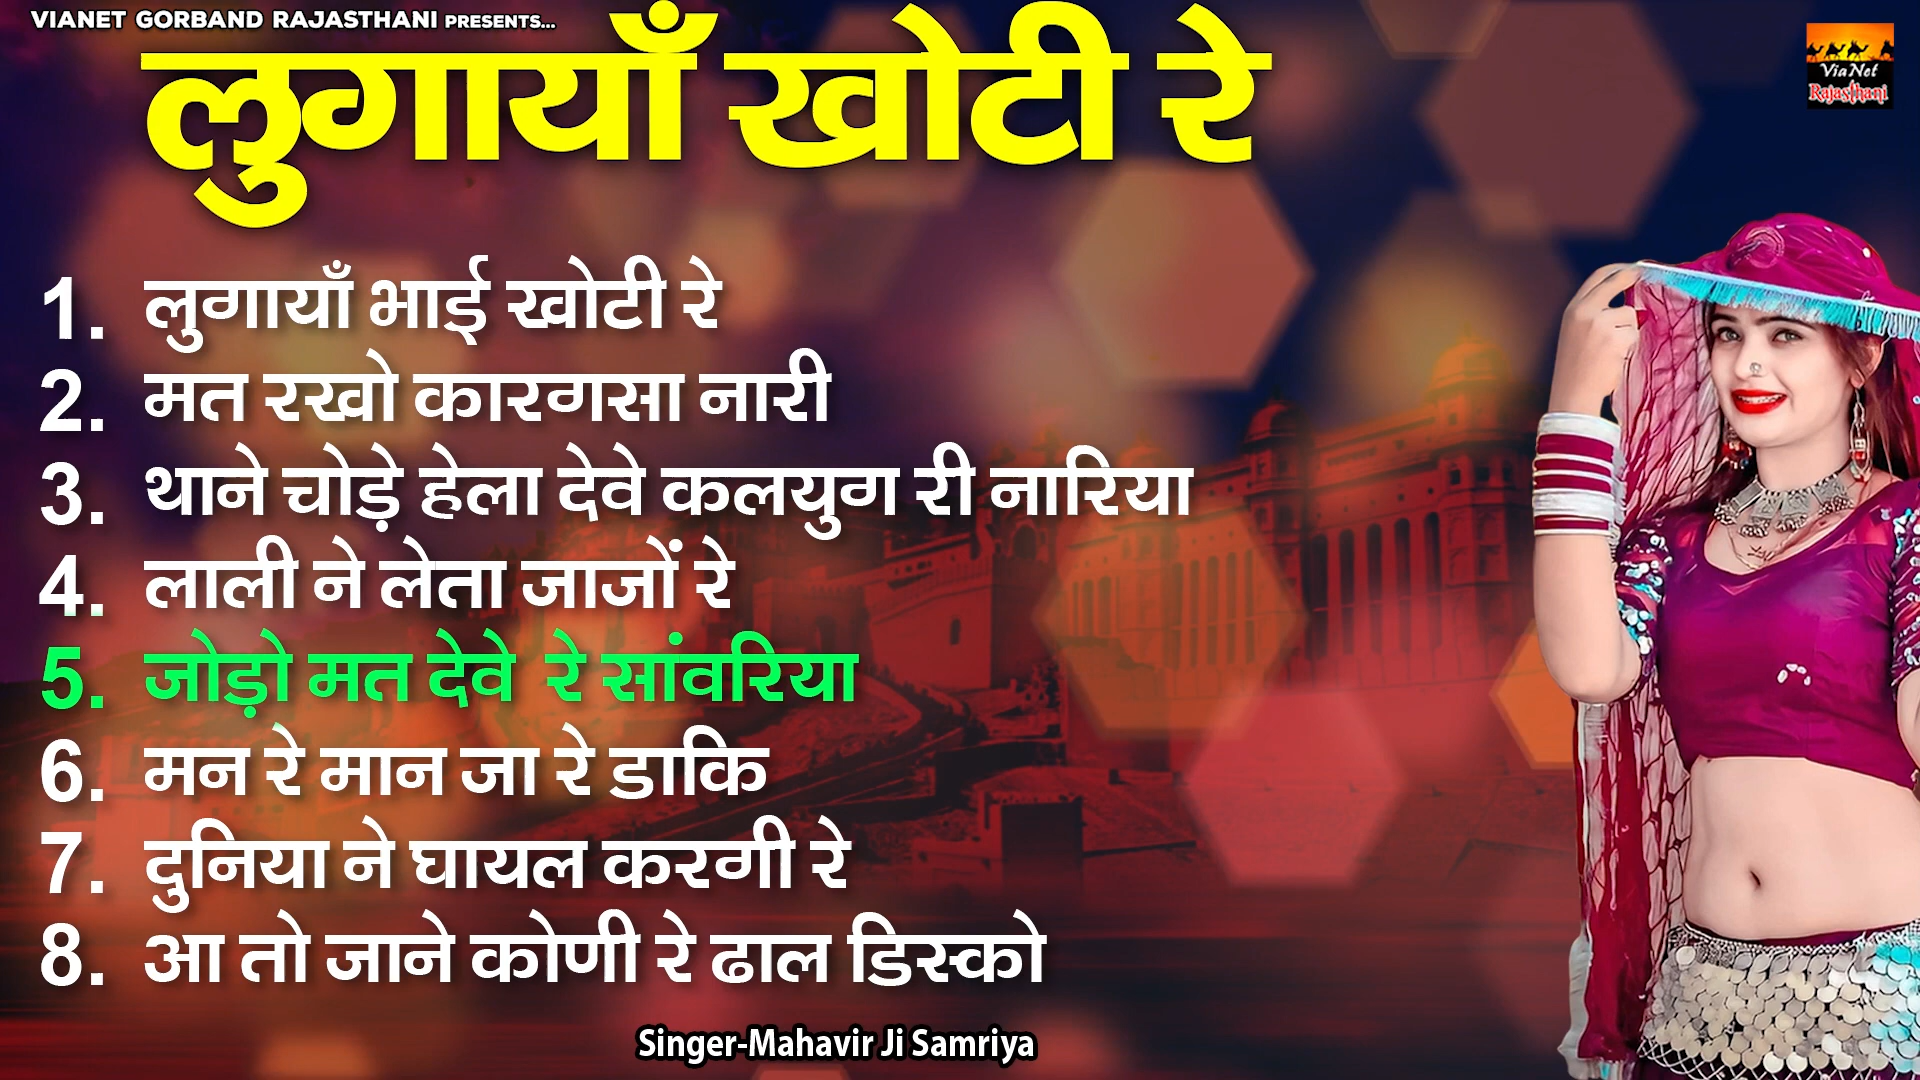 VIANET GORBAND RAJASTHANI PRESENTS...
लुगायाँ खोटी रे
ViaNet
Rajasthani
1. लुगायाँ भाई खोटी रे
2. मत रखो कारगसा नारी
3. थाने चोड़े हेला देवे कलयुग री नारिया
4. लाली ने लेता जाजों रे
5. जोड़ो मत देवे रे सांवरिया
6. मन रे मान जा रे डाकि
7. दुनिया ने घायल करगी रे
8. आ तो जाने कोणी रे ढाल डिस्को
Singer-Mahavir Ji Samriya